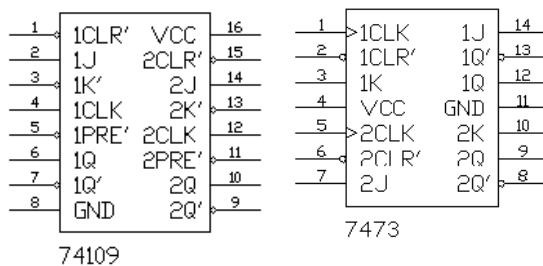 1 1CLR' VCC 16
2 1J 2CLR' 15
3 1K' 2J 14
4 1CLK 2K' 13
5 1PRE' 2CLK 12
6 1Q 2PRE' 11
7 1Q' 2Q 10
8 GND 2Q' 9
74109
1 1CLK 1J 14
2 1CLR' 1Q' 13
3 1K 1Q 12
4 VCC GND 11
5 2CLK 2K 10
6 2CLR' 2Q 9
7 2J 2Q' 8
7473